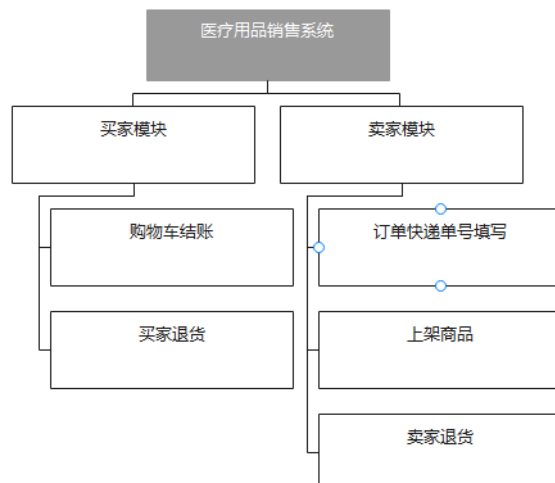 医疗用品销售系统
买家模块
卖家模块
购物车结账
订单快递单号填写
买家退货
上架商品
卖家退货